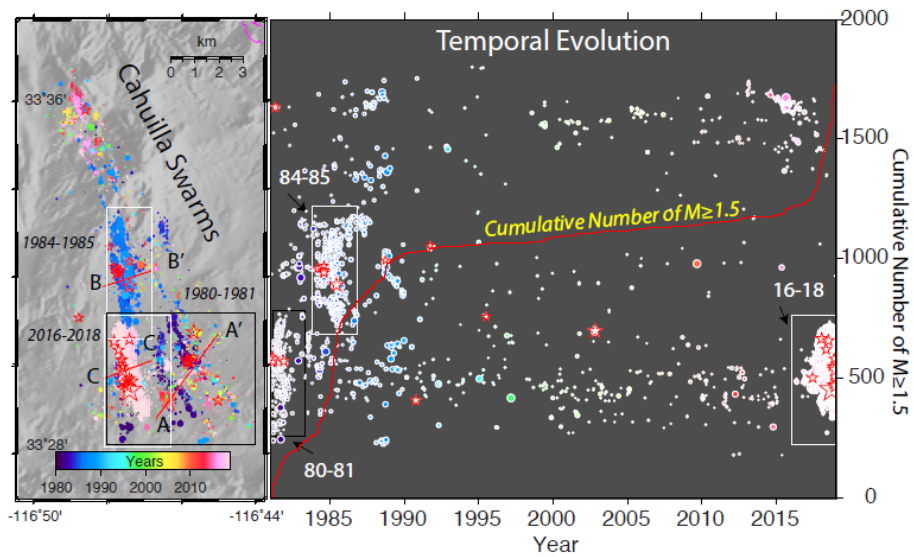 km
0 1 2 3
33°36'
Cahuilla Swarms
1984-1985
B B'
1980-1981
2016-2018
A'
C'
C
A
33°28'
Years
1980 1990 2000 2010
-116°50' -116°44'
Temporal Evolution
84°85'
Cumulative Number of M≥1.5
16-18
80-81
1985 1990 1995 2000 2005 2010 2015
Year
2000
1500
1000
500
0
Cumulative Number of M≥1.5